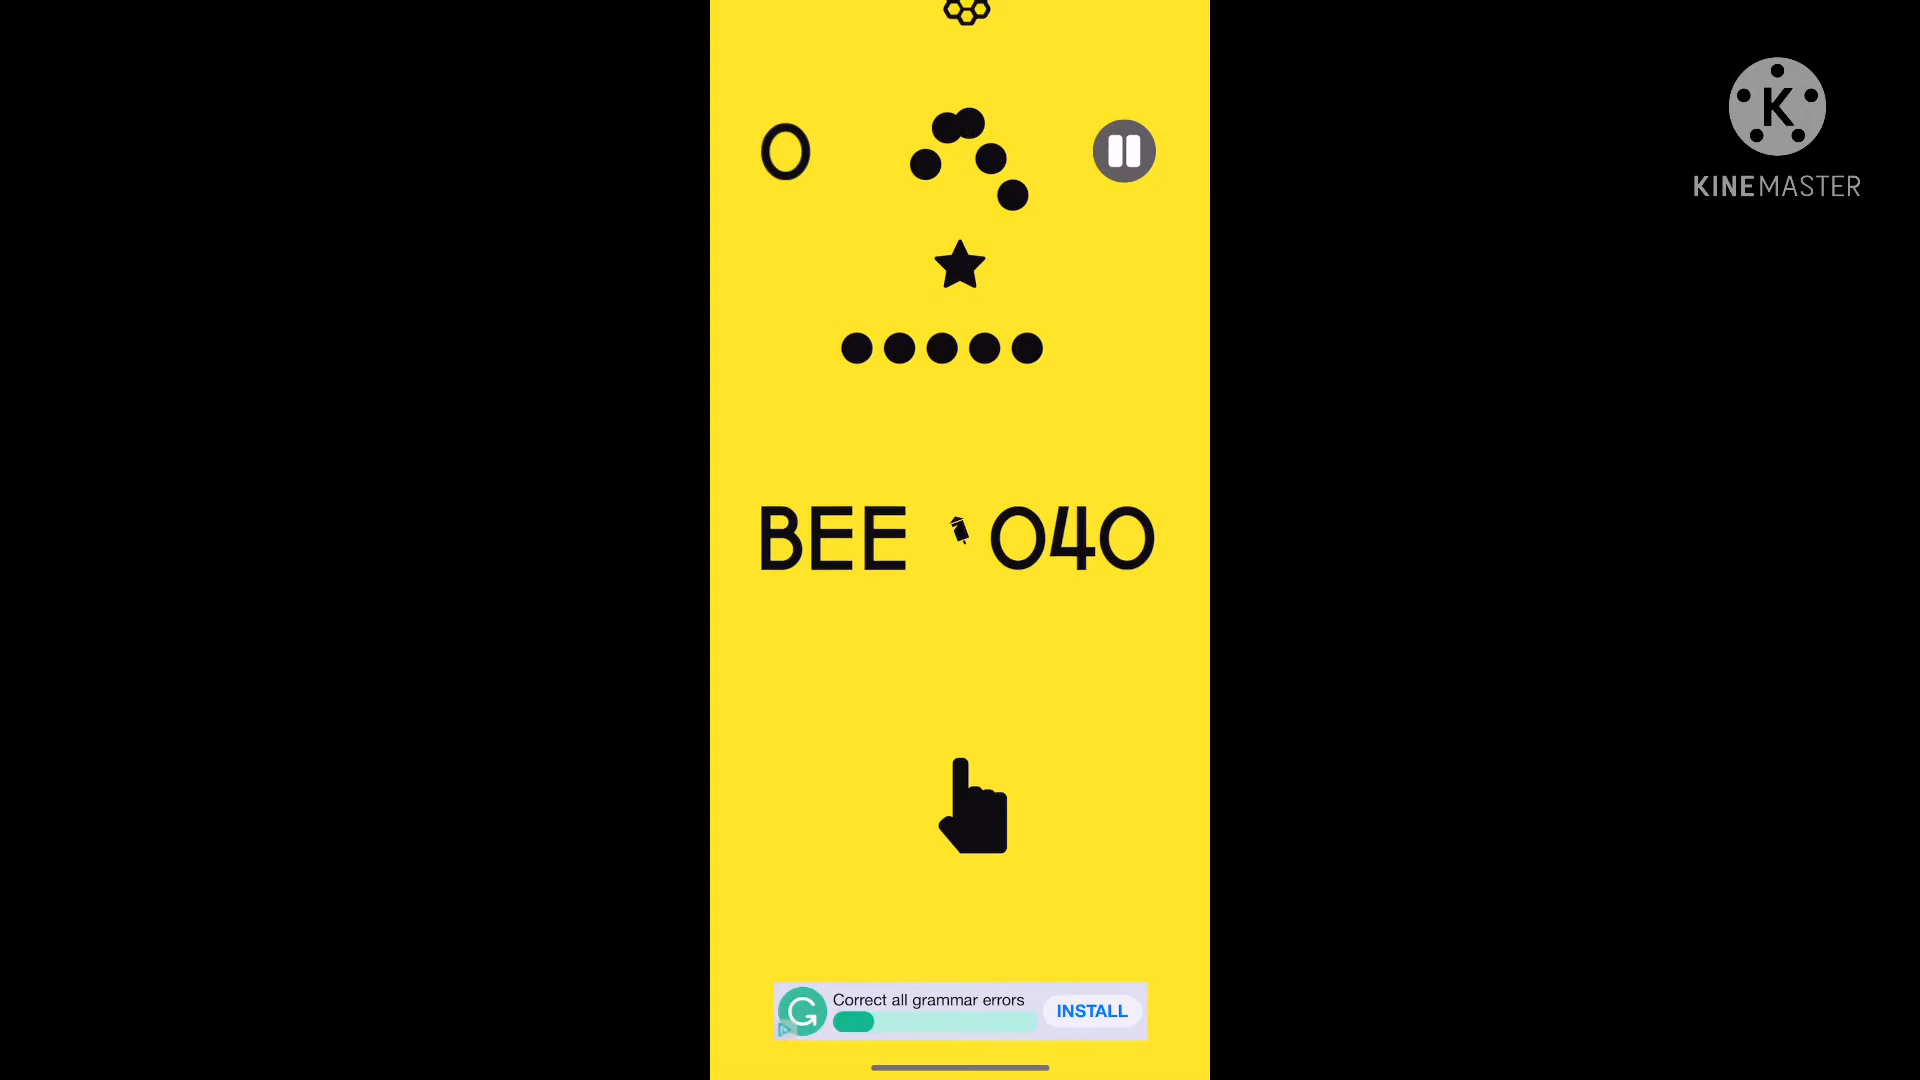 0
K
KINEMASTER
BEE 040
Correct all grammar errors
INSTALL